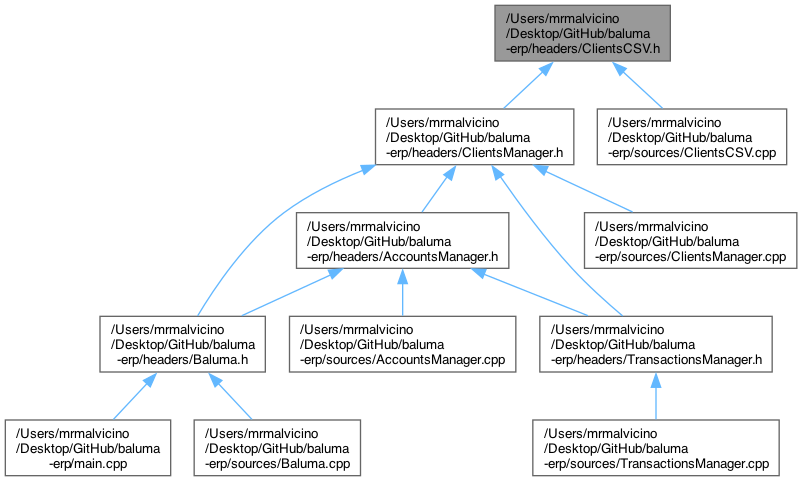 /Users/mrmalvicino
/Desktop/GitHub/baluma
-erp/headers/ClientsCSV.h
/Users/mrmalvicino
/Desktop/GitHub/baluma
-erp/headers/ClientsManager.h
/Users/mrmalvicino
/Desktop/GitHub/baluma
-erp/sources/ClientsCSV.cpp
/Users/mrmalvicino
/Desktop/GitHub/baluma
-erp/headers/AccountsManager.h
/Users/mrmalvicino
/Desktop/GitHub/baluma
-erp/sources/ClientsManager.cpp
/Users/mrmalvicino
/Desktop/GitHub/baluma
-erp/headers/Baluma.h
/Users/mrmalvicino
/Desktop/GitHub/baluma
-erp/sources/AccountsManager.cpp
/Users/mrmalvicino
/Desktop/GitHub/baluma
-erp/headers/TransactionsManager.h
/Users/mrmalvicino
/Desktop/GitHub/baluma
-erp/main.cpp
/Users/mrmalvicino
/Desktop/GitHub/baluma
-erp/sources/Baluma.cpp
/Users/mrmalvicino
/Desktop/GitHub/baluma
-erp/sources/TransactionsManager.cpp